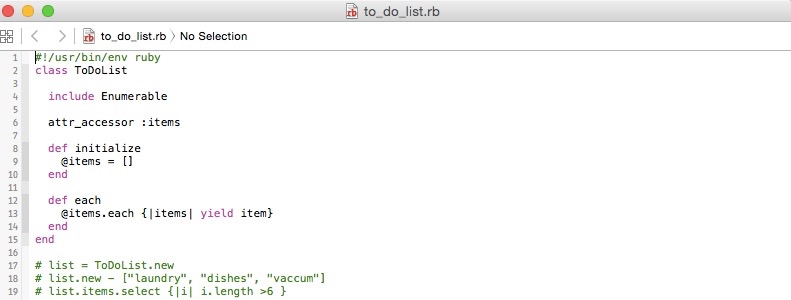 to_do_list.rb
to_do_list.rb 〉 No Selection
1 #!/usr/bin/env ruby
2 class ToDoList
3
4   include Enumerable
5
6   attr_accessor :items
7
8   def initialize
9     @items = []
10   end
11
12   def each
13     @items.each {|items| yield item}
14   end
15 end
16
17 # list = ToDoList.new
18 # list.new - ["laundry", "dishes", "vaccum"]
19 # list.items.select {|i| i.length >6 }